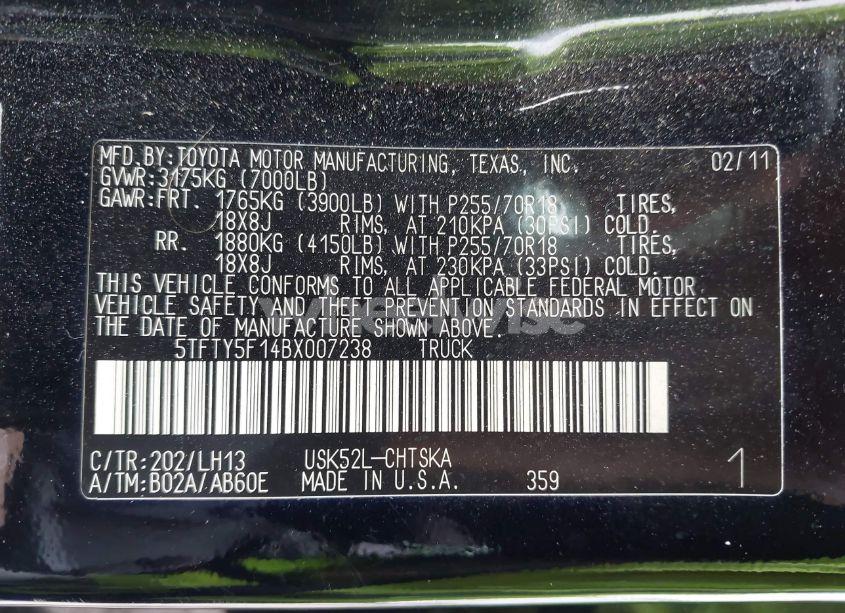 MFD.BY:TOYOTA MOTOR MANUFACTURING, TEXAS, INC. 02/11
GVWR:3175KG (7000LB)
GAWR:FRT. 1765KG (3900LB) WITH P255/70R18 TIRES,
18X8J RIMS, AT 210KPA (30PSI) COLD.
RR. 1880KG (4150LB) WITH P255/70R18 TIRES,
18X8J RIMS, AT 230KPA (33PSI) COLD.
THIS VEHICLE CONFORMS TO ALL APPLICABLE FEDERAL MOTOR
VEHICLE SAFETY AND THEFT PREVENTION STANDARDS IN EFFECT ON
THE DATE OF MANUFACTURE SHOWN ABOVE.
5TFTY5F14BX007238 TRUCK
C/TR:202/LH13 USK52L-CHTSKA 1
A/TM:B02A/AB60E MADE IN U.S.A. 359